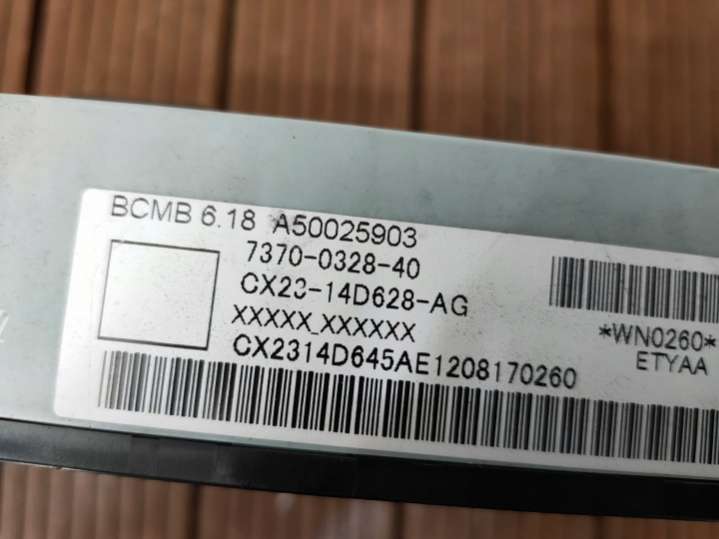 BCMB 6.18 A50025903
7370-0328-40
CX23-14D628-AG
XXXXX_XXXXXX
CX2314D645AE1208170260
*WN0260*
ETYAA